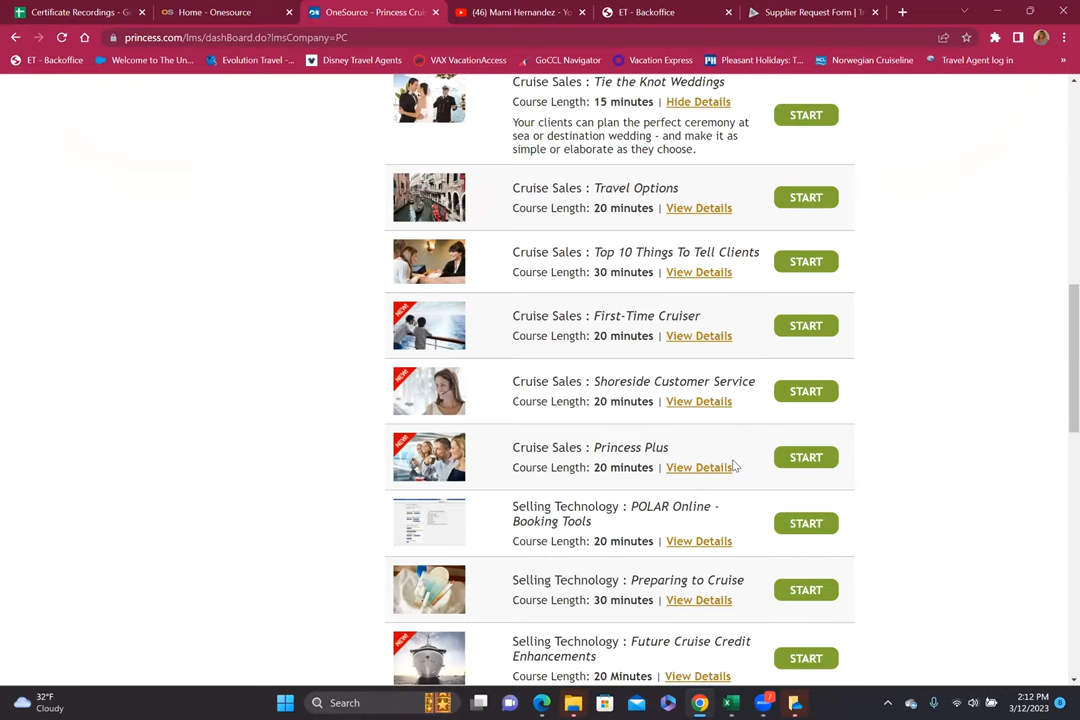 Certificate Recordings - Go
Home - Onesource
OneSource - Princess Crui
(46) Marni Hernandez - Yo
ET - Backoffice
Supplier Request Form | T
princess.com/lms/dashBoard.do?lmsCompany=PC
ET - Backoffice
Welcome to The Un...
Evolution Travel -...
Disney Travel Agents
VAX VacationAccess
GoCCL Navigator
Vacation Express
Pleasant Holidays: T...
Norwegian Cruiseline
Travel Agent log in
Cruise Sales : Tie the Knot Weddings
Course Length: 15 minutes | Hide Details
START
Your clients can plan the perfect ceremony at
sea or destination wedding - and make it as
simple or elaborate as they choose.
Cruise Sales : Travel Options
Course Length: 20 minutes | View Details
START
Cruise Sales : Top 10 Things To Tell Clients
Course Length: 30 minutes | View Details
START
NEW!
Cruise Sales : First-Time Cruiser
Course Length: 20 minutes | View Details
START
NEW!
Cruise Sales : Shoreside Customer Service
Course Length: 20 minutes | View Details
START
NEW!
Cruise Sales : Princess Plus
Course Length: 20 minutes | View Details
START
Selling Technology : POLAR Online -
Booking Tools
Course Length: 20 minutes | View Details
START
Selling Technology : Preparing to Cruise
Course Length: 30 minutes | View Details
START
NEW!
Selling Technology : Future Cruise Credit
Enhancements
Course Length: 20 Minutes | View Details
START
32°F
Cloudy
Search
7
2:12 PM
3/12/2023
8